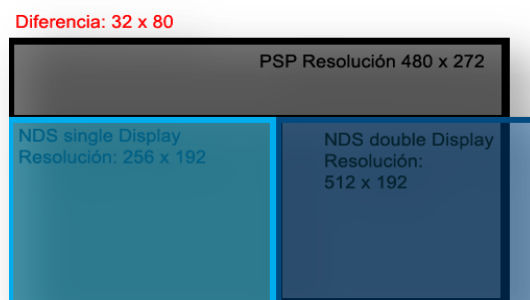 Diferencia: 32 x 80
PSP Resolución 480 x 272
NDS single Display
Resolución: 256 x 192
NDS double Display
Resolución:
512 x 192